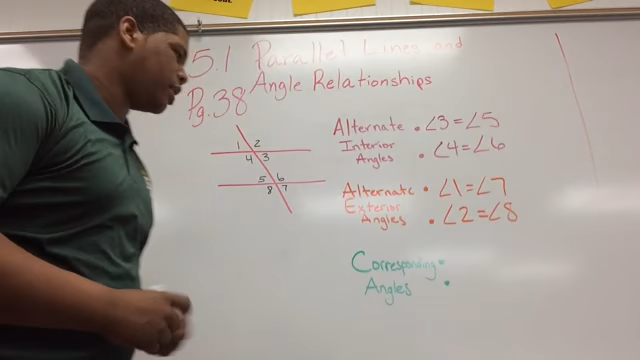 5.1 Parallel Lines and
Pg.38 Angle Relationships
1 2
4 3
5 6
8 7
Alternate • ∠3=∠5
Interior
Angles • ∠4=∠6
Alternate • ∠1=∠7
Exterior
Angles • ∠2=∠8
Corresponding •
Angles •